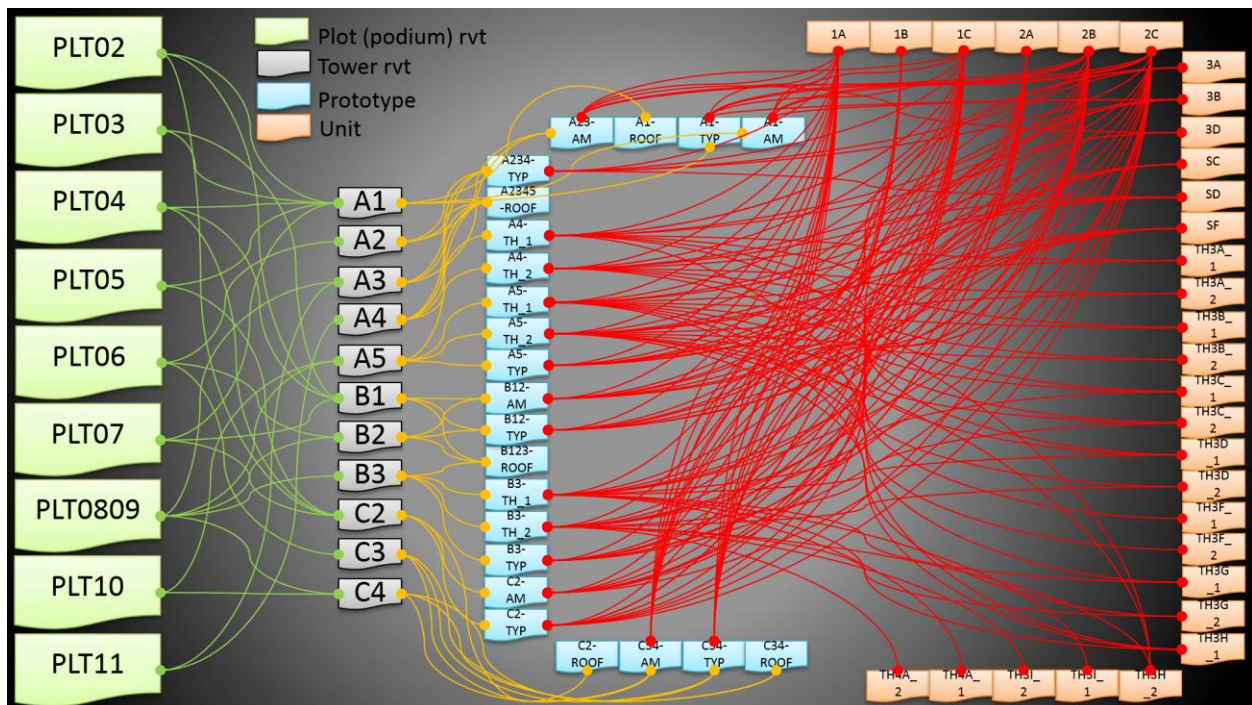 PLT02
PLT03
PLT04
PLT05
PLT06
PLT07
PLT0809
PLT10
PLT11
Plot (podium) rvt
Tower rvt
Prototype
Unit
A1
A2
A3
A4
A5
B1
B2
B3
C2
C3
C4
A23-
AM
A1-
ROOF
A1-
TYP
A1-
AM
A234-
TYP
A2345
-ROOF
A4-
TH_1
A4-
TH_2
A5-
TH_1
A5-
TH_2
A5-
TYP
B12-
AM
B12-
TYP
B123-
ROOF
B3-
TH_1
B3-
TH_2
B3-
TYP
C2-
AM
C2-
TYP
C2-
ROOF
C34-
AM
C34-
TYP
C34-
ROOF
1A
1B
1C
2A
2B
2C
3A
3B
3D
SC
SD
SF
TH3A_
1
TH3A_
2
TH3B_
1
TH3B_
2
TH3C_
1
TH3C_
2
TH3D
_1
TH3D
_2
TH3F_
1
TH3F_
2
TH3G
_1
TH3G
_2
TH3H
_1
TH4A_
2
TH4A_
1
TH3I_
2
TH3I_
1
TH3H
_2